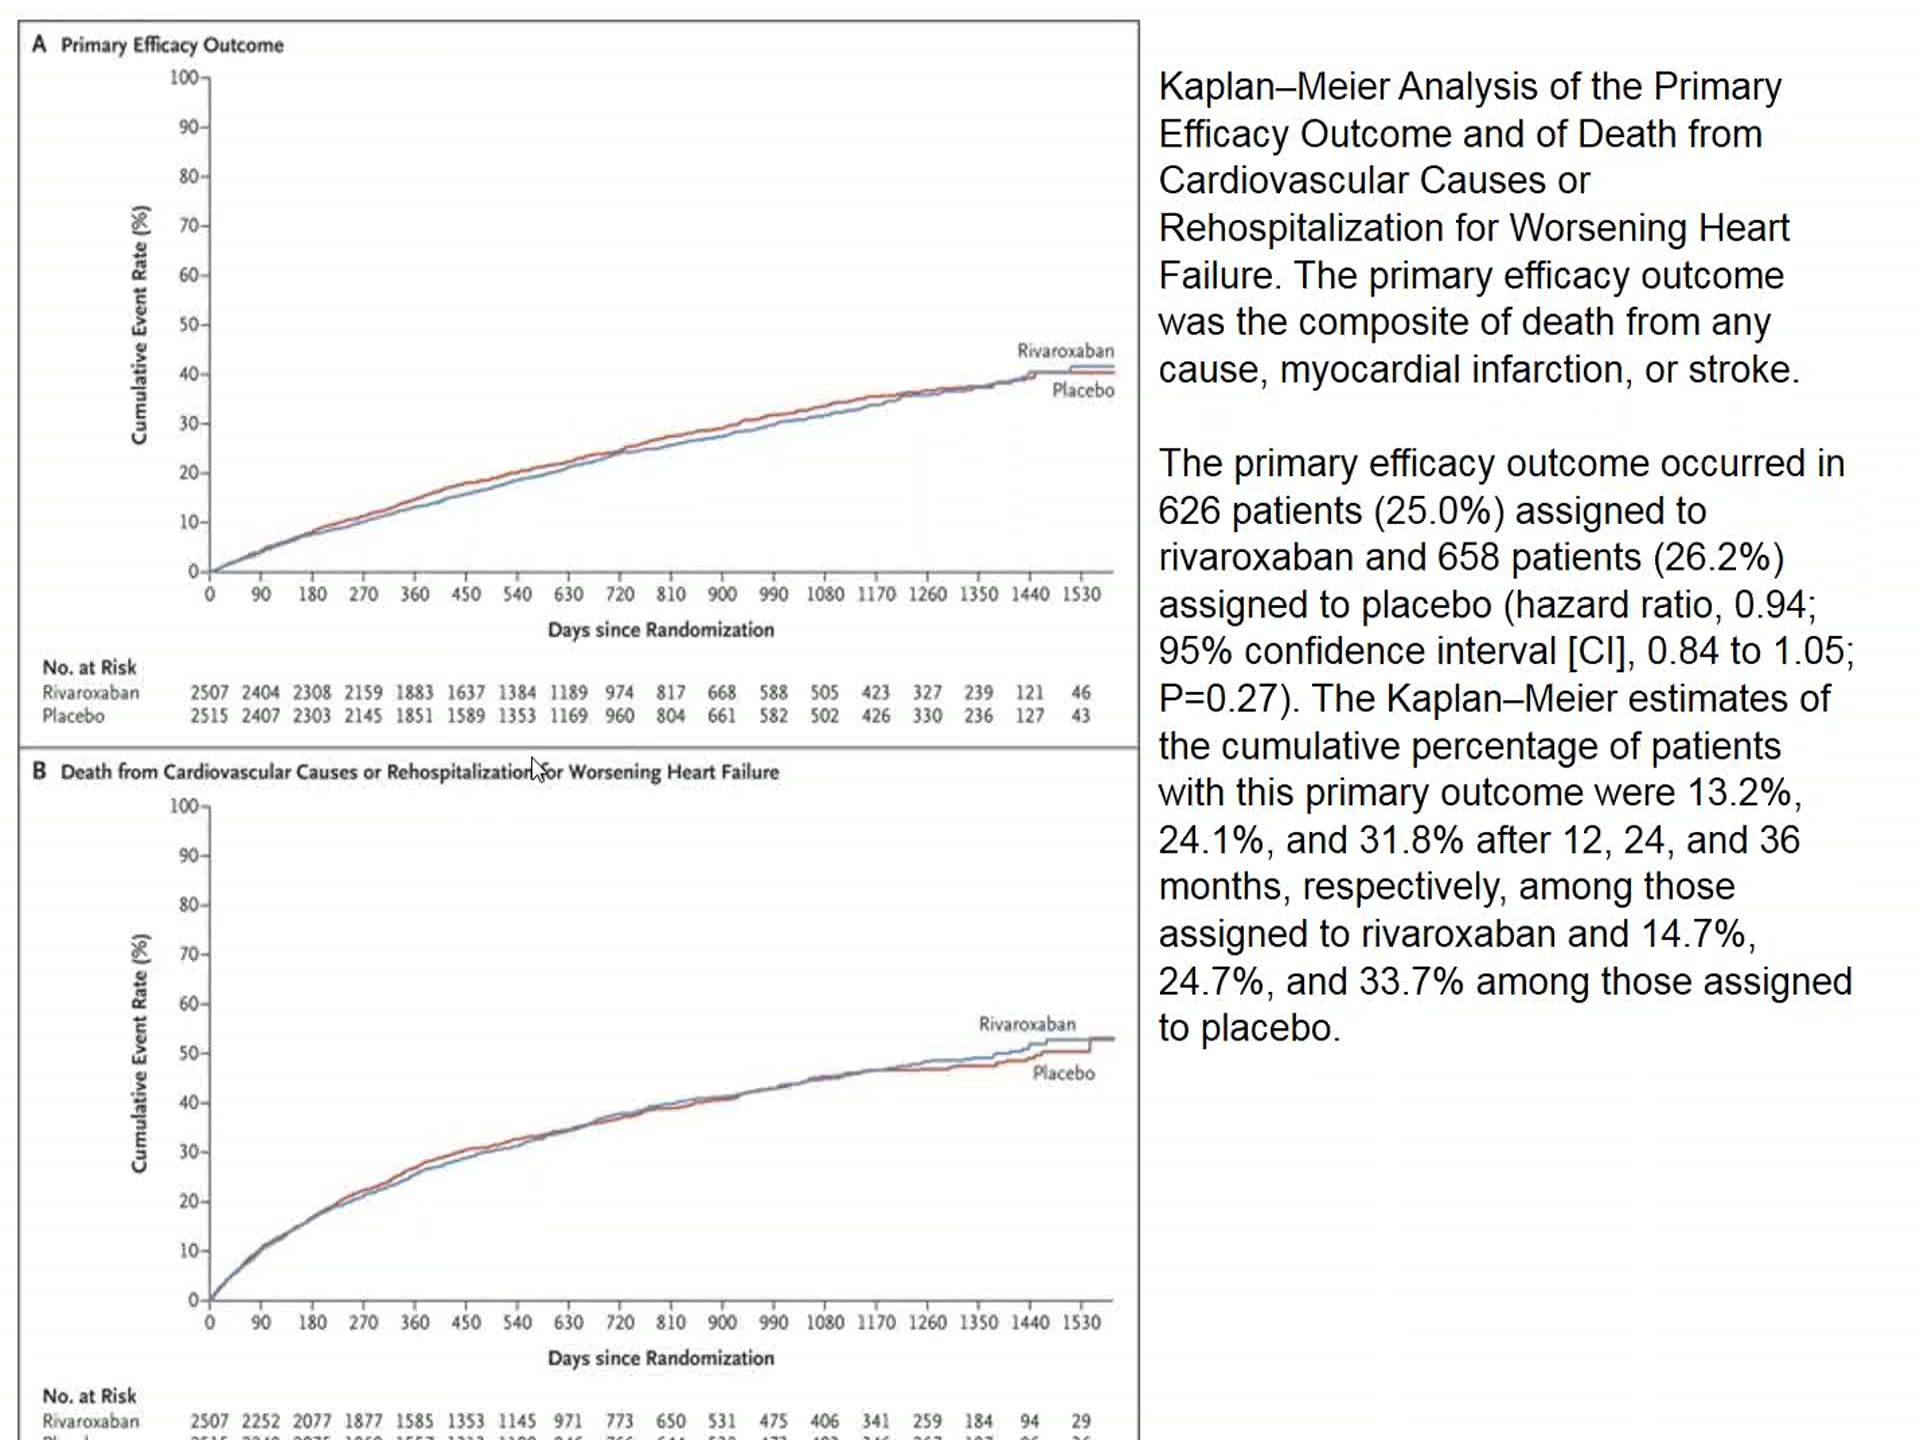 A Primary Efficacy Outcome
100
90
80
70
60
50
40
30
20
10
0
Cumulative Event Rate (%)
Rivaroxaban
Placebo
0 90 180 270 360 450 540 630 720 810 900 990 1080 1170 1260 1350 1440 1530
Days since Randomization
No. at Risk
Rivaroxaban 2507 2404 2308 2159 1883 1637 1384 1189 974 817 668 588 505 423 327 239 121 46
Placebo 2515 2407 2303 2145 1851 1589 1353 1169 960 804 661 582 502 426 330 236 127 43
B Death from Cardiovascular Causes or Rehospitalization for Worsening Heart Failure
100
90
80
70
60
50
40
30
20
10
0
Cumulative Event Rate (%)
Rivaroxaban
Placebo
0 90 180 270 360 450 540 630 720 810 900 990 1080 1170 1260 1350 1440 1530
Days since Randomization
No. at Risk
Rivaroxaban 2507 2252 2077 1877 1585 1353 1145 971 773 650 531 475 406 341 259 184 94 29
Kaplan–Meier Analysis of the Primary
Efficacy Outcome and of Death from
Cardiovascular Causes or
Rehospitalization for Worsening Heart
Failure. The primary efficacy outcome
was the composite of death from any
cause, myocardial infarction, or stroke.
The primary efficacy outcome occurred in
626 patients (25.0%) assigned to
rivaroxaban and 658 patients (26.2%)
assigned to placebo (hazard ratio, 0.94;
95% confidence interval [CI], 0.84 to 1.05;
P=0.27). The Kaplan–Meier estimates of
the cumulative percentage of patients
with this primary outcome were 13.2%,
24.1%, and 31.8% after 12, 24, and 36
months, respectively, among those
assigned to rivaroxaban and 14.7%,
24.7%, and 33.7% among those assigned
to placebo.